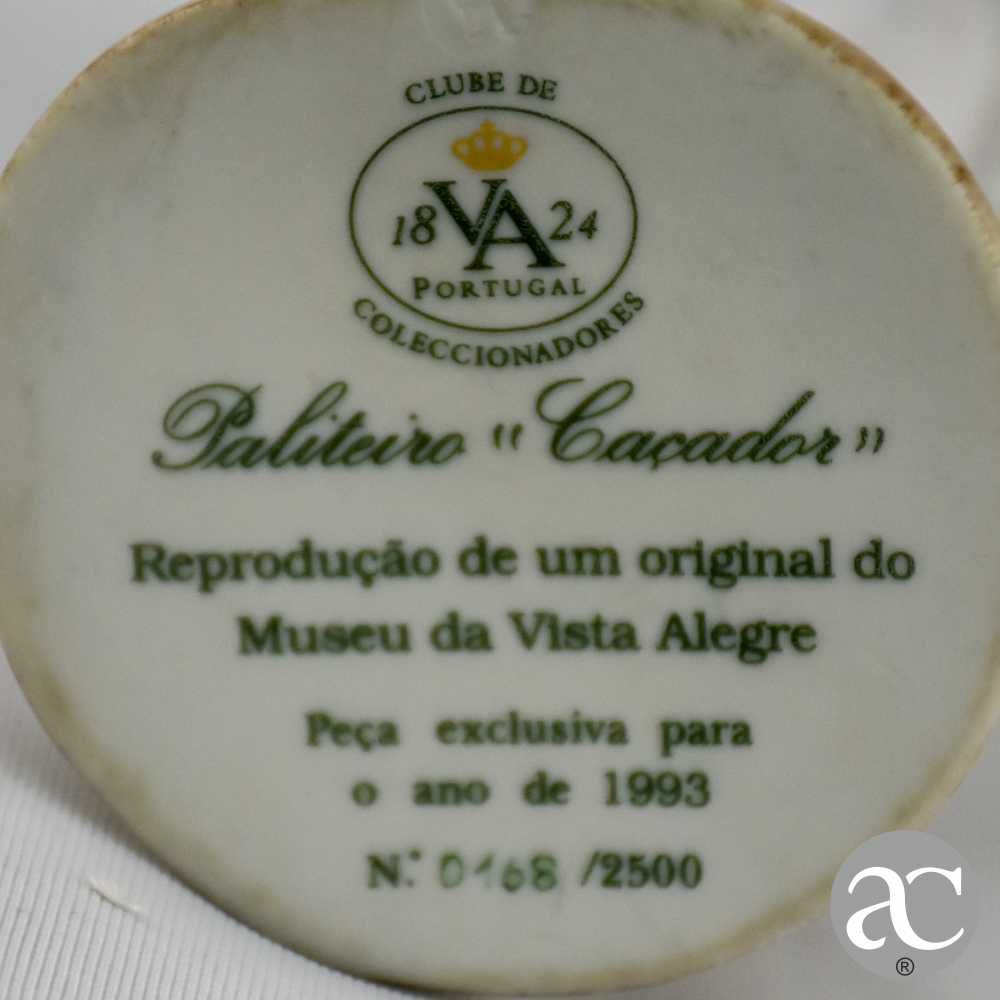 CLUBE DE
18 VA 24
PORTUGAL
COLECCIONADORES
Paliteiro "Caçador"
Reprodução de um original do
Museu da Vista Alegre
Peça exclusiva para
o ano de 1993
N.º 0168 /2500
ac
®